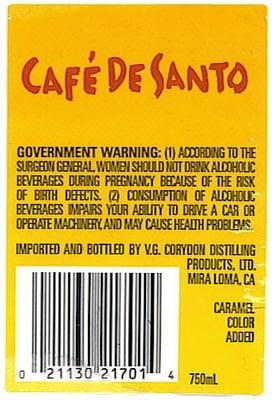 CAFÉ DE SANTO
GOVERNMENT WARNING: (1) ACCORDING TO THE
SURGEON GENERAL, WOMEN SHOULD NOT DRINK ALCOHOLIC
BEVERAGES DURING PREGNANCY BECAUSE OF THE RISK
OF BIRTH DEFECTS. (2) CONSUMPTION OF ALCOHOLIC
BEVERAGES IMPAIRS YOUR ABILITY TO DRIVE A CAR OR
OPERATE MACHINERY, AND MAY CAUSE HEALTH PROBLEMS.
IMPORTED AND BOTTLED BY V.G. CORYDON DISTILLING
PRODUCTS, LTD.
MIRA LOMA, CA
CARAMEL
COLOR
ADDED
0 21130 21701 4
750mL